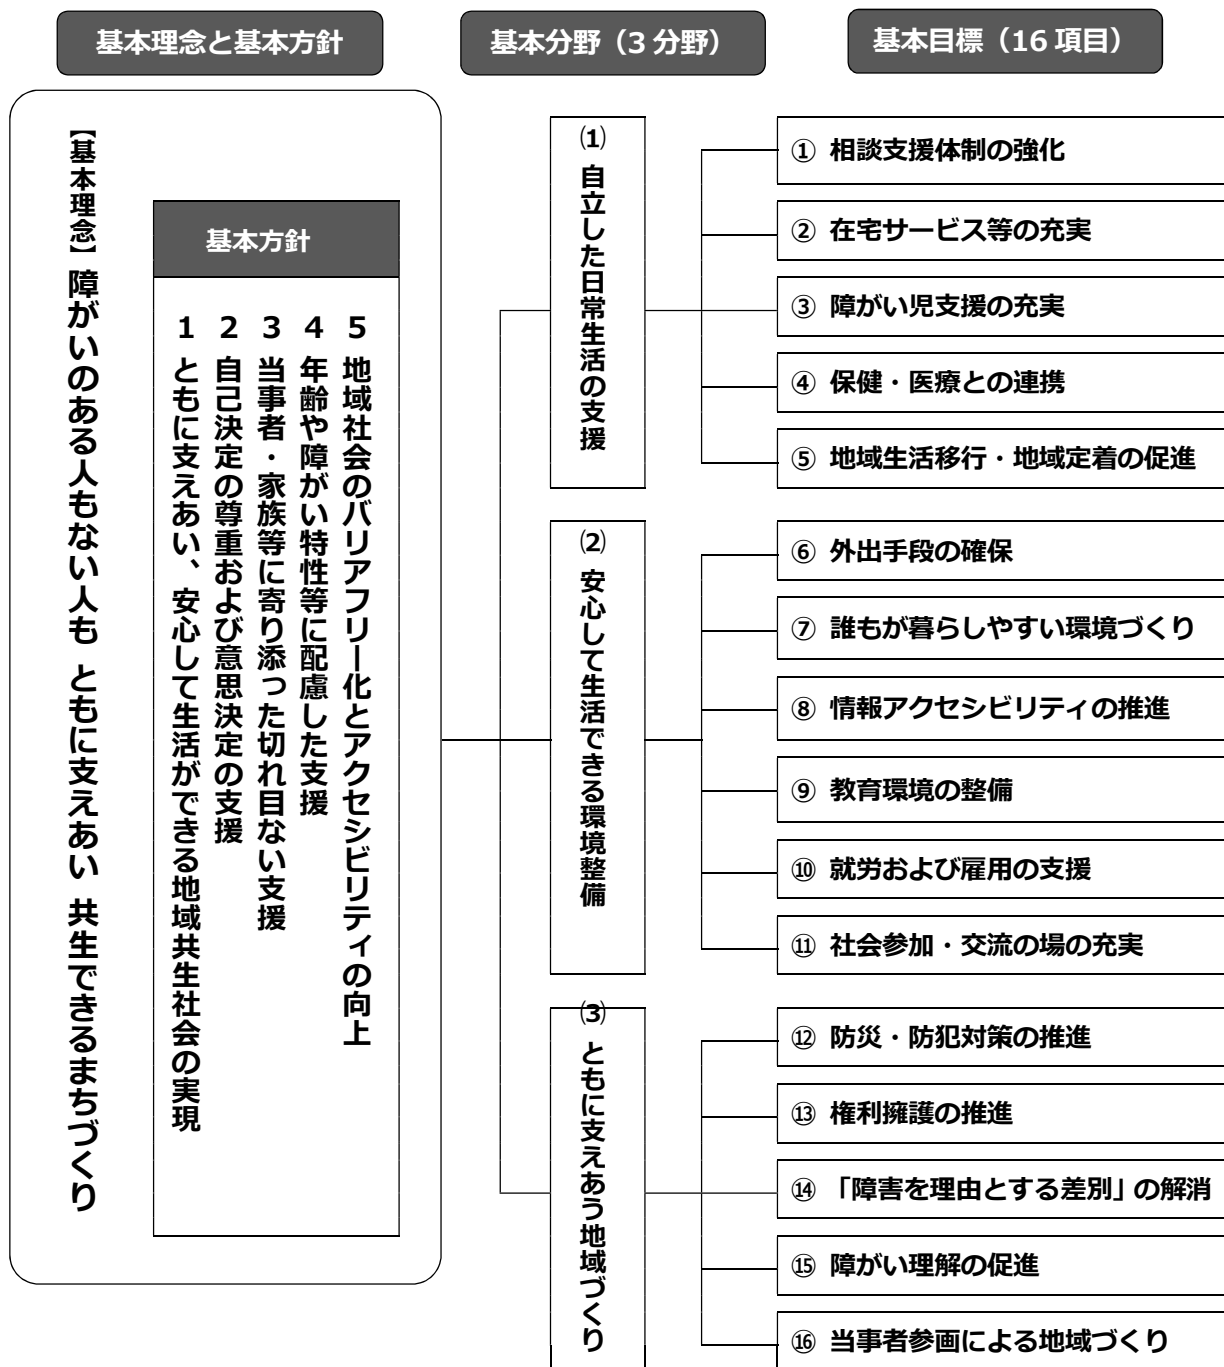 基本理念と基本方針
基本分野（3 分野）
基本目標（16 項目）
【基本理念】障がいのある人もない人も ともに支えあい 共生できるまちづくり
基本方針
1 ともに支えあい、安心して生活ができる地域共生社会の実現
2 自己決定の尊重および意思決定の支援
3 当事者・家族等に寄り添った切れ目ない支援
4 年齢や障がい特性等に配慮した支援
5 地域社会のバリアフリー化とアクセシビリティの向上
⑴ 自立した日常生活の支援
① 相談支援体制の強化
② 在宅サービス等の充実
③ 障がい児支援の充実
④ 保健・医療との連携
⑤ 地域生活移行・地域定着の促進
⑵ 安心して生活できる環境整備
⑥ 外出手段の確保
⑦ 誰もが暮らしやすい環境づくり
⑧ 情報アクセシビリティの推進
⑨ 教育環境の整備
⑩ 就労および雇用の支援
⑪ 社会参加・交流の場の充実
⑶ ともに支えあう地域づくり
⑫ 防災・防犯対策の推進
⑬ 権利擁護の推進
⑭ 「障害を理由とする差別」の解消
⑮ 障がい理解の促進
⑯ 当事者参画による地域づくり